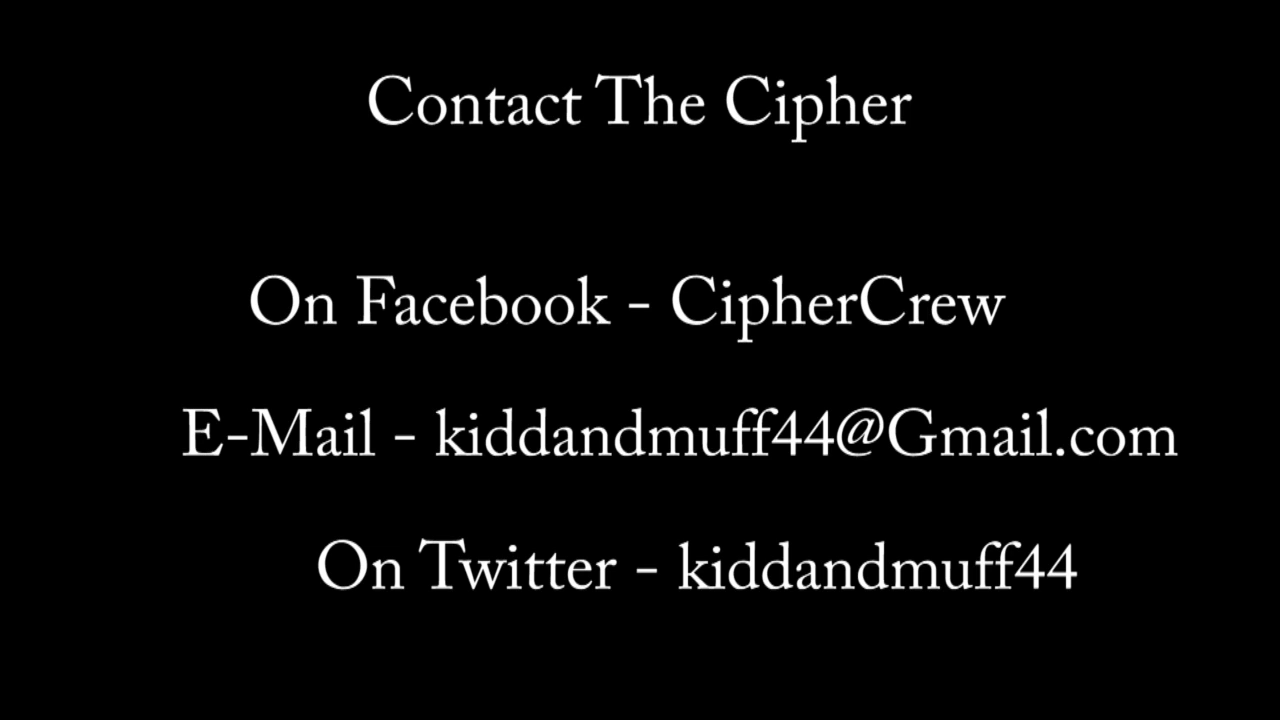 Contact The Cipher
On Facebook - CipherCrew
E-Mail - kiddandmuff44@Gmail.com
On Twitter - kiddandmuff44